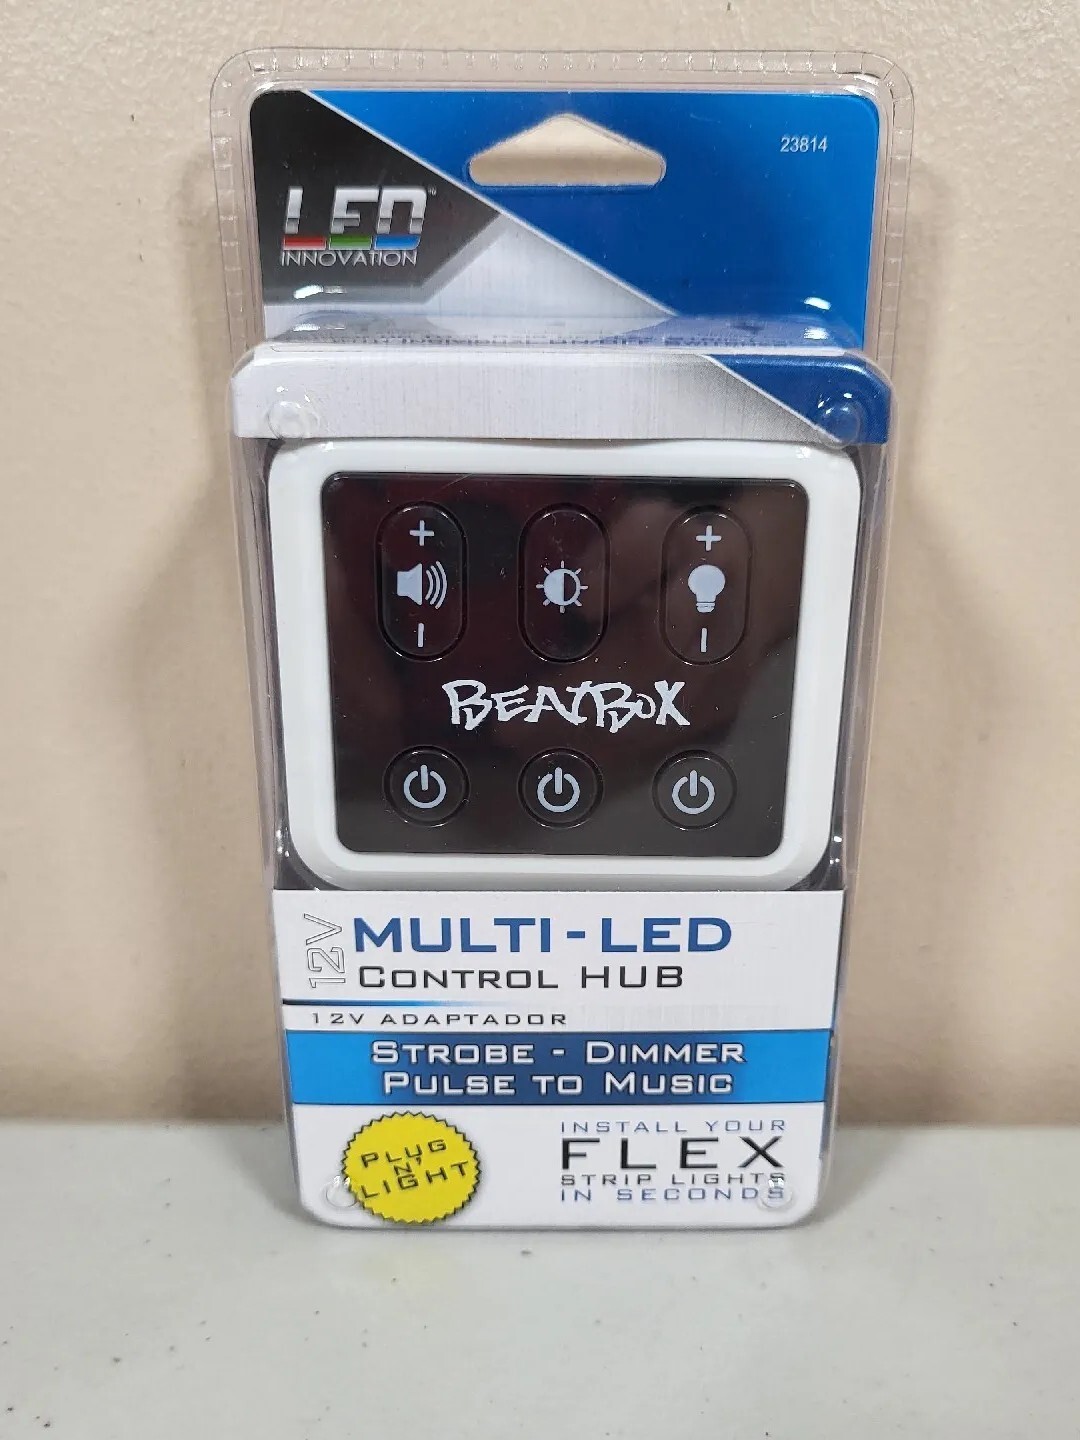 23814
LED™
INNOVATION
+ + 
BEATBOX
12V
MULTI-LED
CONTROL HUB
12V ADAPTADOR
STROBE - DIMMER
PULSE TO MUSIC
PLUG
N'
LIGHT
INSTALL YOUR
FLEX
STRIP LIGHTS
IN SECONDS